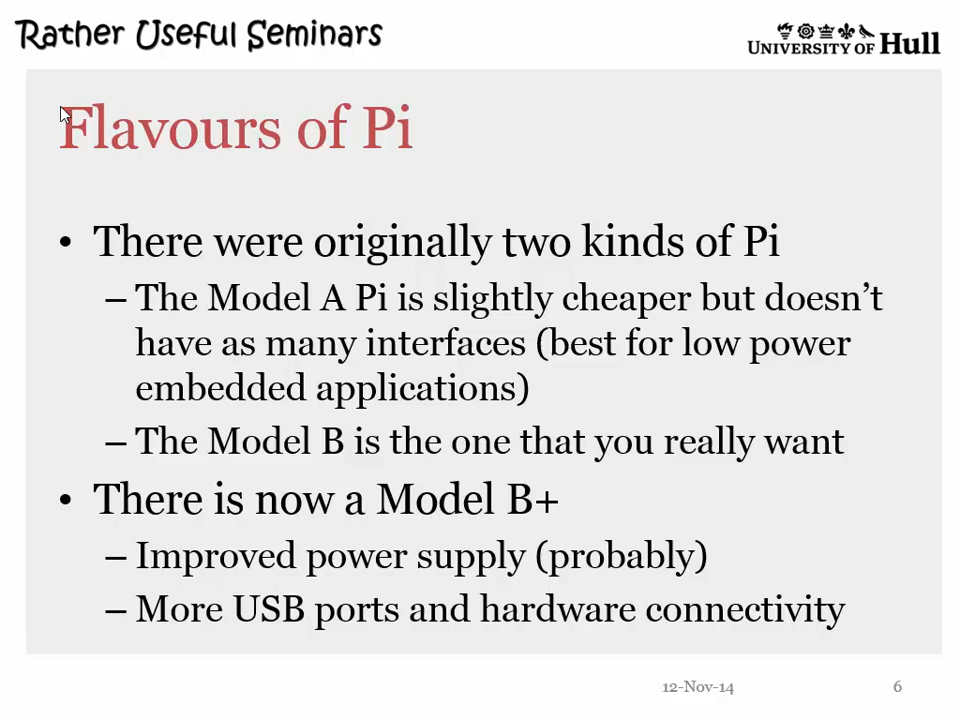 Rather Useful Seminars
UNIVERSITY OF Hull
Flavours of Pi
• There were originally two kinds of Pi
– The Model A Pi is slightly cheaper but doesn’t
have as many interfaces (best for low power
embedded applications)
– The Model B is the one that you really want
• There is now a Model B+
– Improved power supply (probably)
– More USB ports and hardware connectivity
12-Nov-14
6